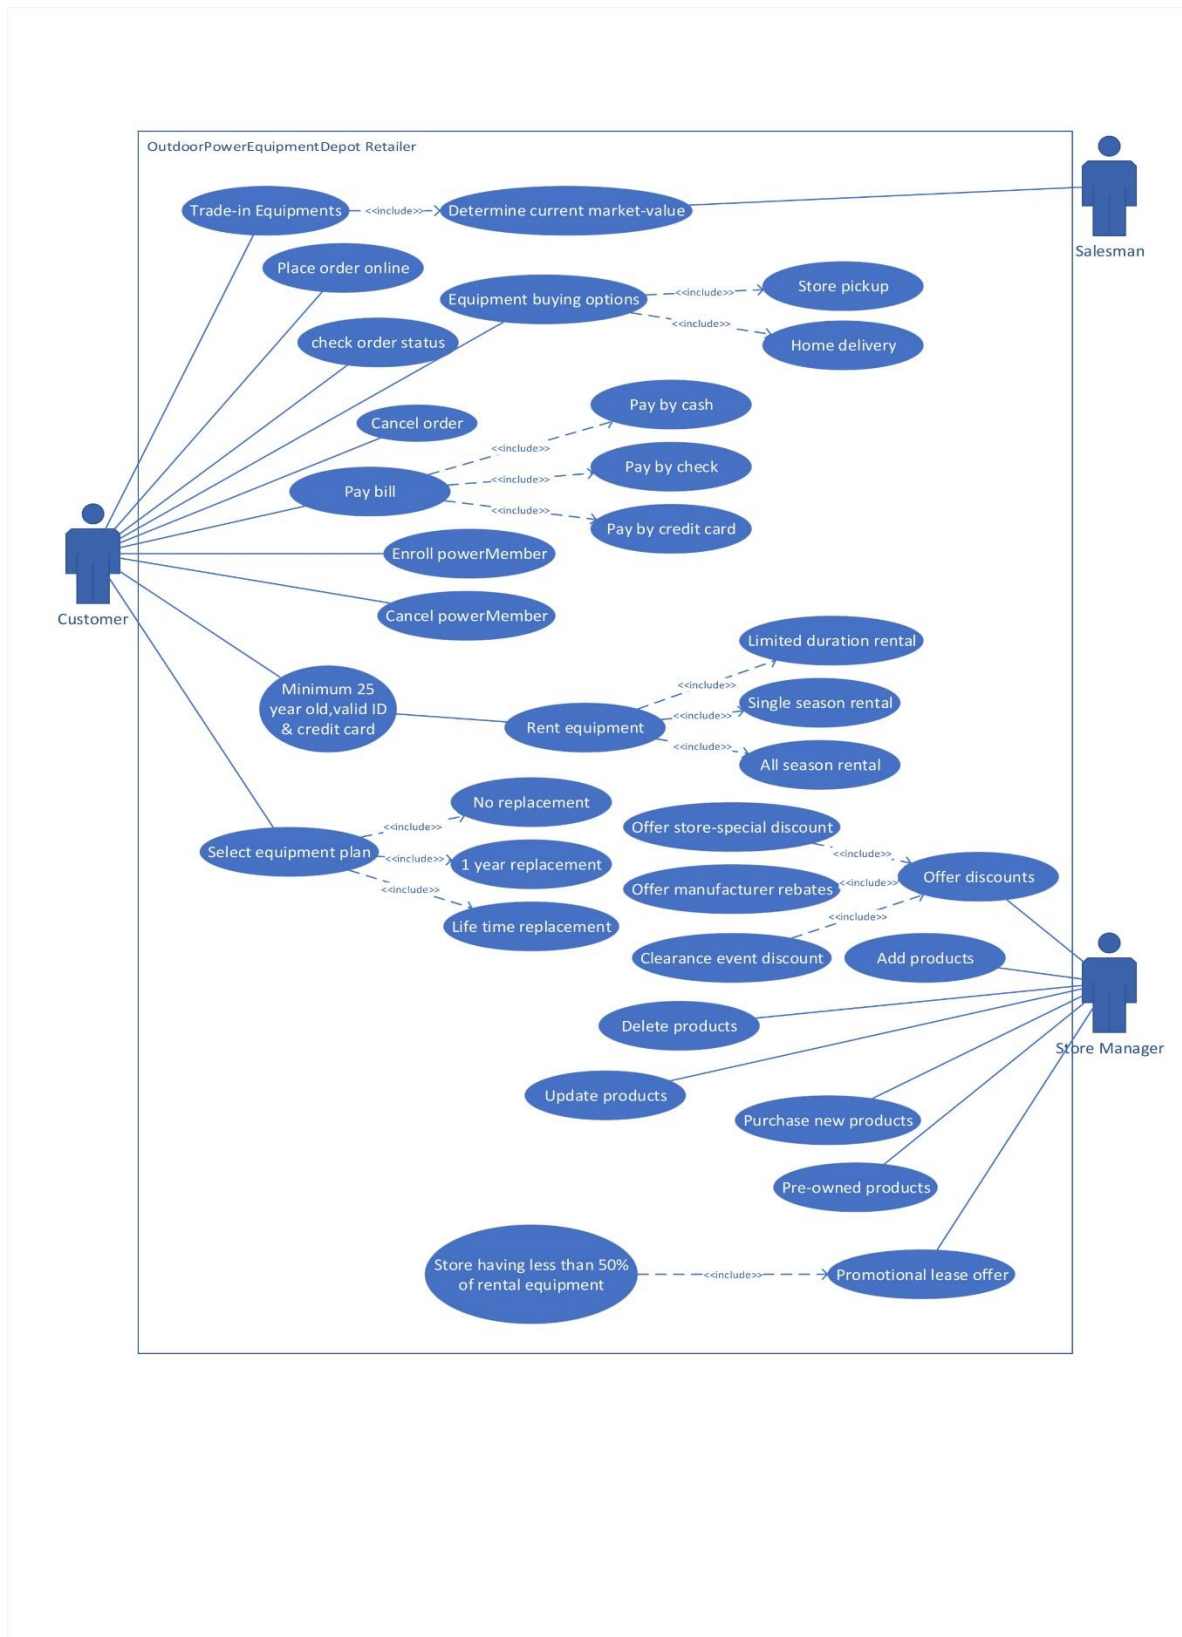 OutdoorPowerEquipmentDepot Retailer
Salesman
Trade-in Equipments
<<include>>
Determine current market-value
Place order online
Equipment buying options
<<include>>
Store pickup
<<include>>
Home delivery
check order status
Cancel order
Pay bill
<<include>>
Pay by cash
<<include>>
Pay by check
<<include>>
Pay by credit card
Customer
Enroll powerMember
Cancel powerMember
Minimum 25
year old,valid ID
& credit card
Rent equipment
<<include>>
Limited duration rental
<<include>>
Single season rental
<<include>>
All season rental
Select equipment plan
<<include>>
No replacement
<<include>>
1 year replacement
<<include>>
Life time replacement
Offer store-special discount
<<include>>
Offer manufacturer rebates
<<include>>
Clearance event discount
<<include>>
Offer discounts
Add products
Store Manager
Delete products
Update products
Purchase new products
Pre-owned products
Store having less than 50%
of rental equipment
<<include>>
Promotional lease offer